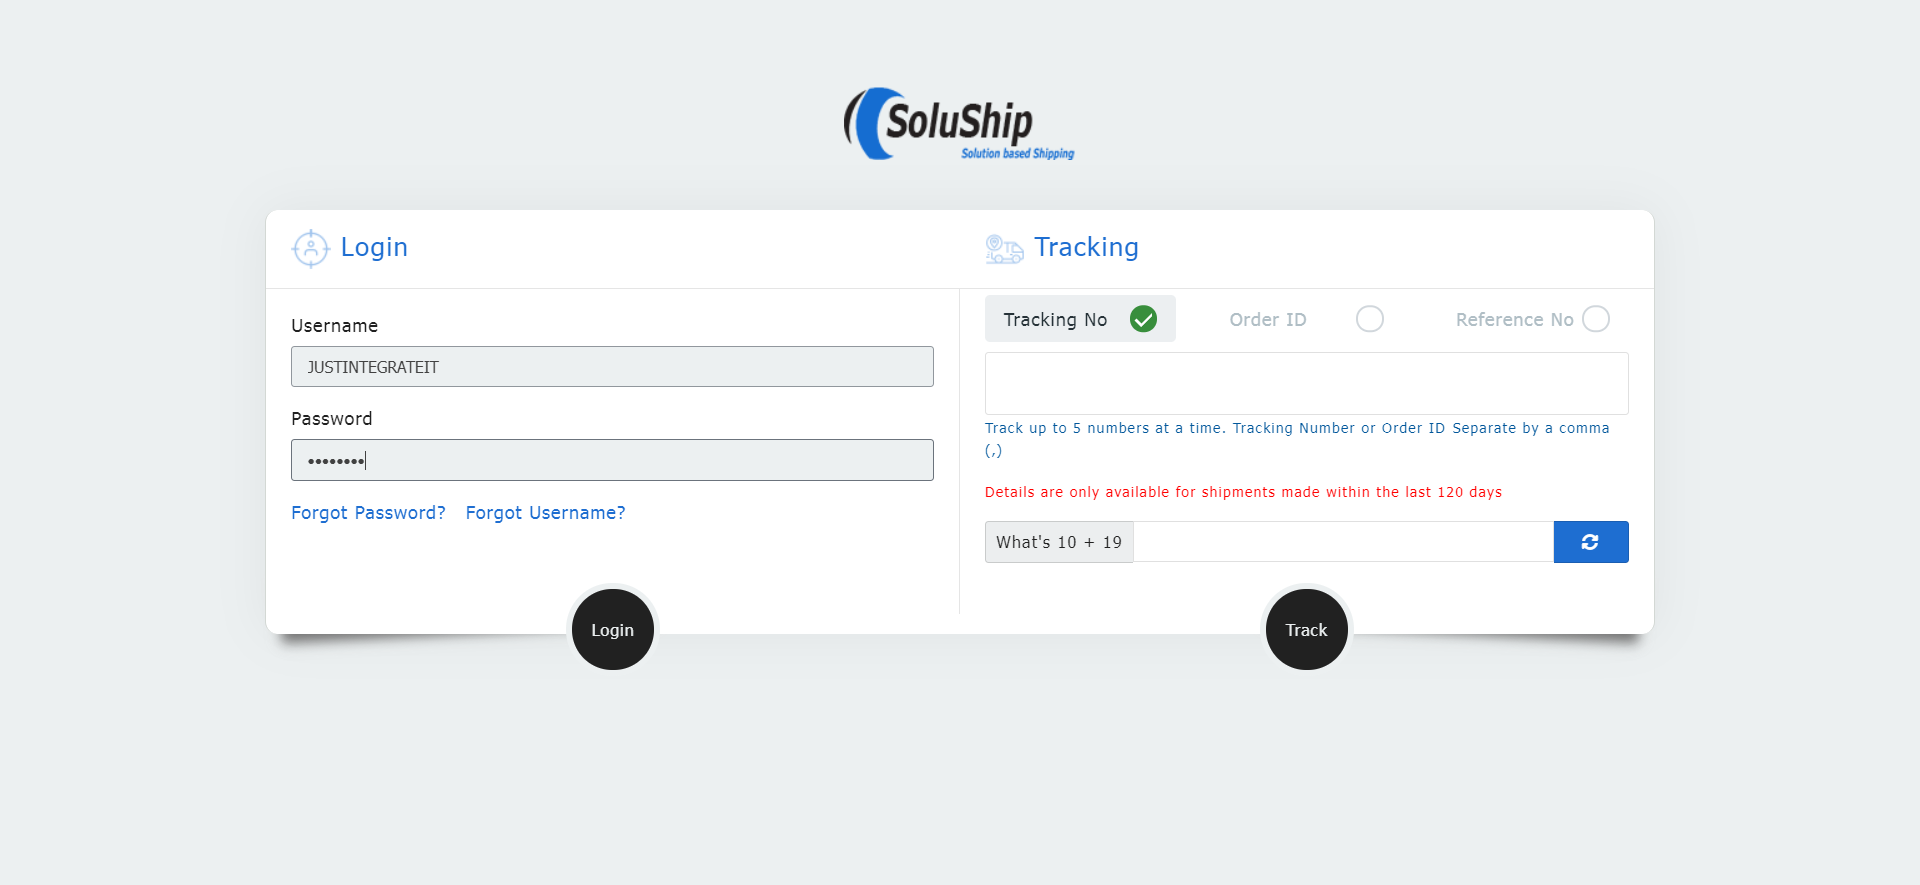 SoluShip
Solution based Shipping
Login
Username
JUSTINTEGRATEIT
Password
••••••••
Forgot Password? Forgot Username?
Login
Tracking
Tracking No Order ID Reference No
Track up to 5 numbers at a time. Tracking Number or Order ID Separate by a comma
(,)
Details are only available for shipments made within the last 120 days
What's 10 + 19
Track